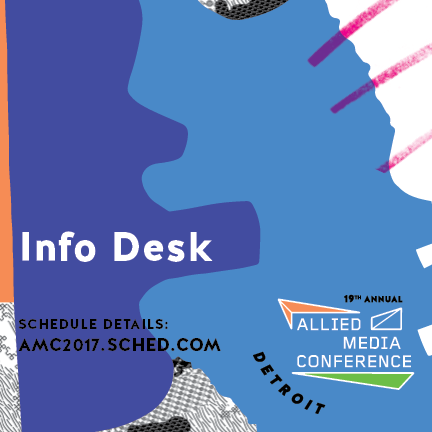 Info Desk
SCHEDULE DETAILS:
AMC2017.SCHED.COM
19TH ANNUAL
ALLIED
MEDIA
CONFERENCE
DETROIT